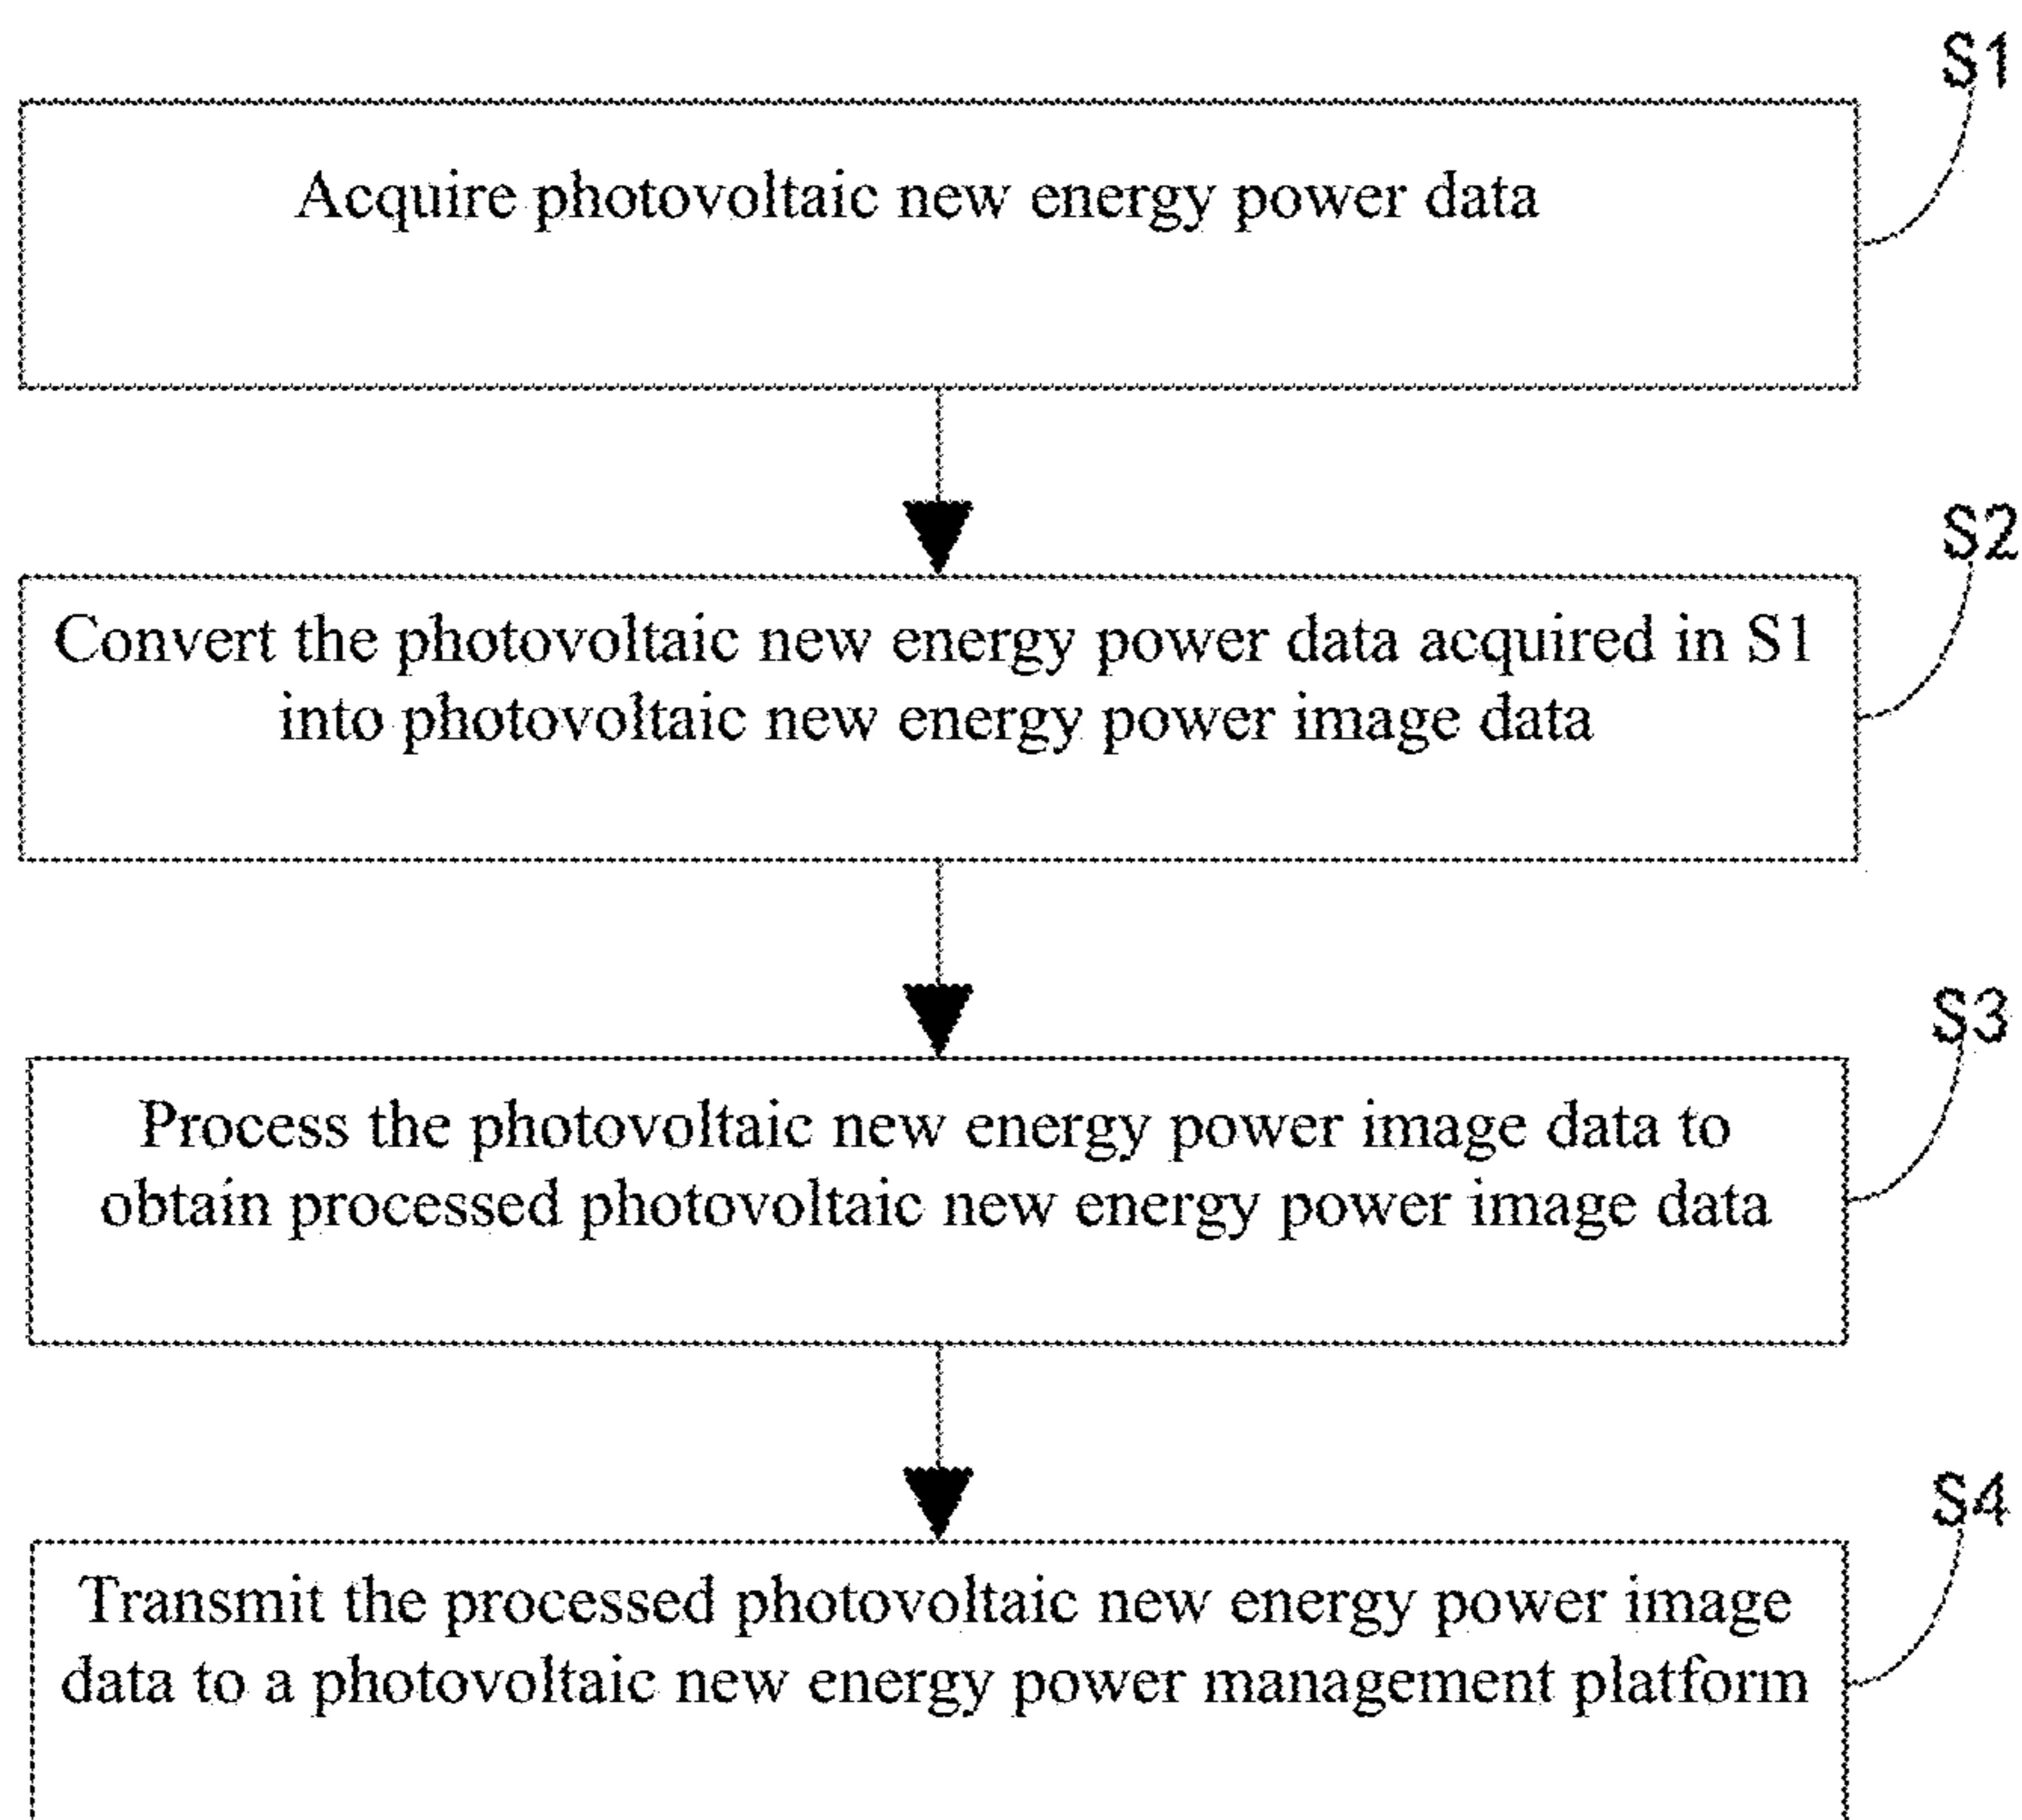 S1
Acquire photovoltaic new energy power data
S2
Convert the photovoltaic new energy power data acquired in S1
into photovoltaic new energy power image data
S3
Process the photovoltaic new energy power image data to
obtain processed photovoltaic new energy power image data
S4
Transmit the processed photovoltaic new energy power image
data to a photovoltaic new energy power management platform